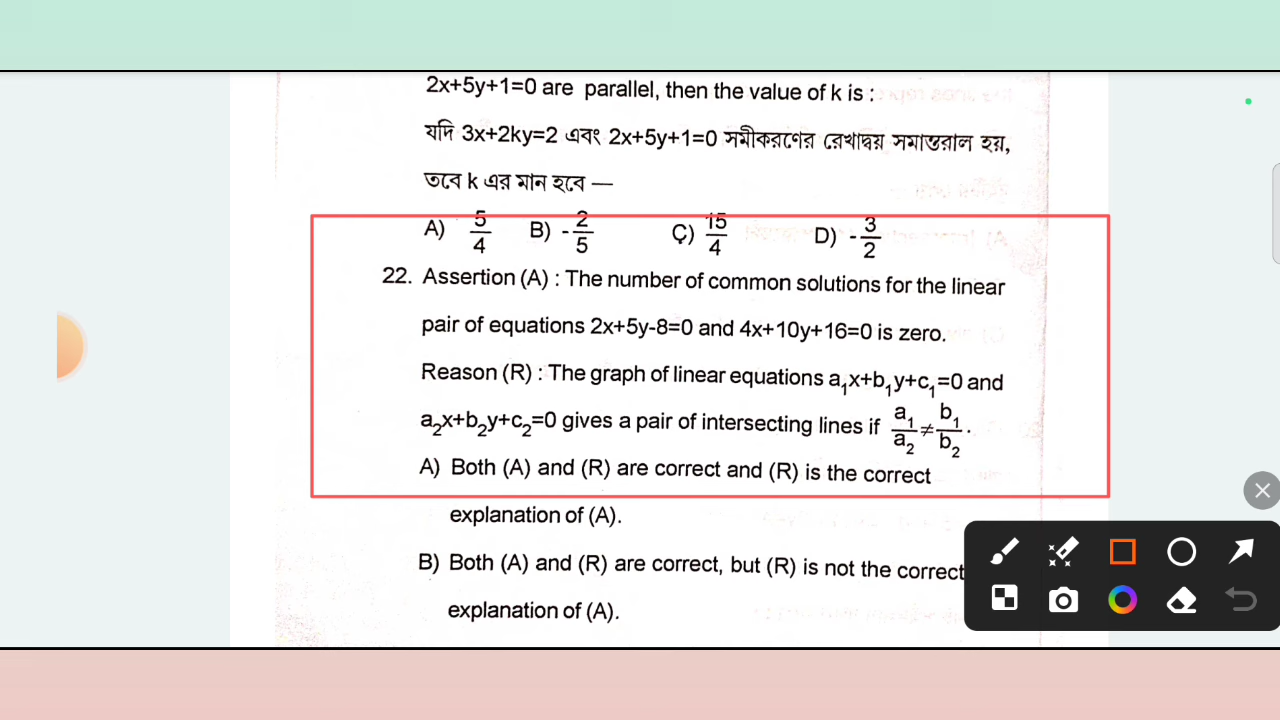 2x+5y+1=0 are parallel, then the value of k is :
যদি 3x+2ky=2 এবং 2x+5y+1=0 সমীকরণের রেখাদ্বয় সমান্তরাল হয়,
তবে k এর মান হবে —
A) 5/4 B) -2/5 C) 15/4 D) -3/2
22. Assertion (A) : The number of common solutions for the linear
pair of equations 2x+5y-8=0 and 4x+10y+16=0 is zero.
Reason (R) : The graph of linear equations a₁x+b₁y+c₁=0 and
a₂x+b₂y+c₂=0 gives a pair of intersecting lines if a₁/a₂ ≠ b₁/b₂.
A) Both (A) and (R) are correct and (R) is the correct
explanation of (A).
B) Both (A) and (R) are correct, but (R) is not the correct
explanation of (A).